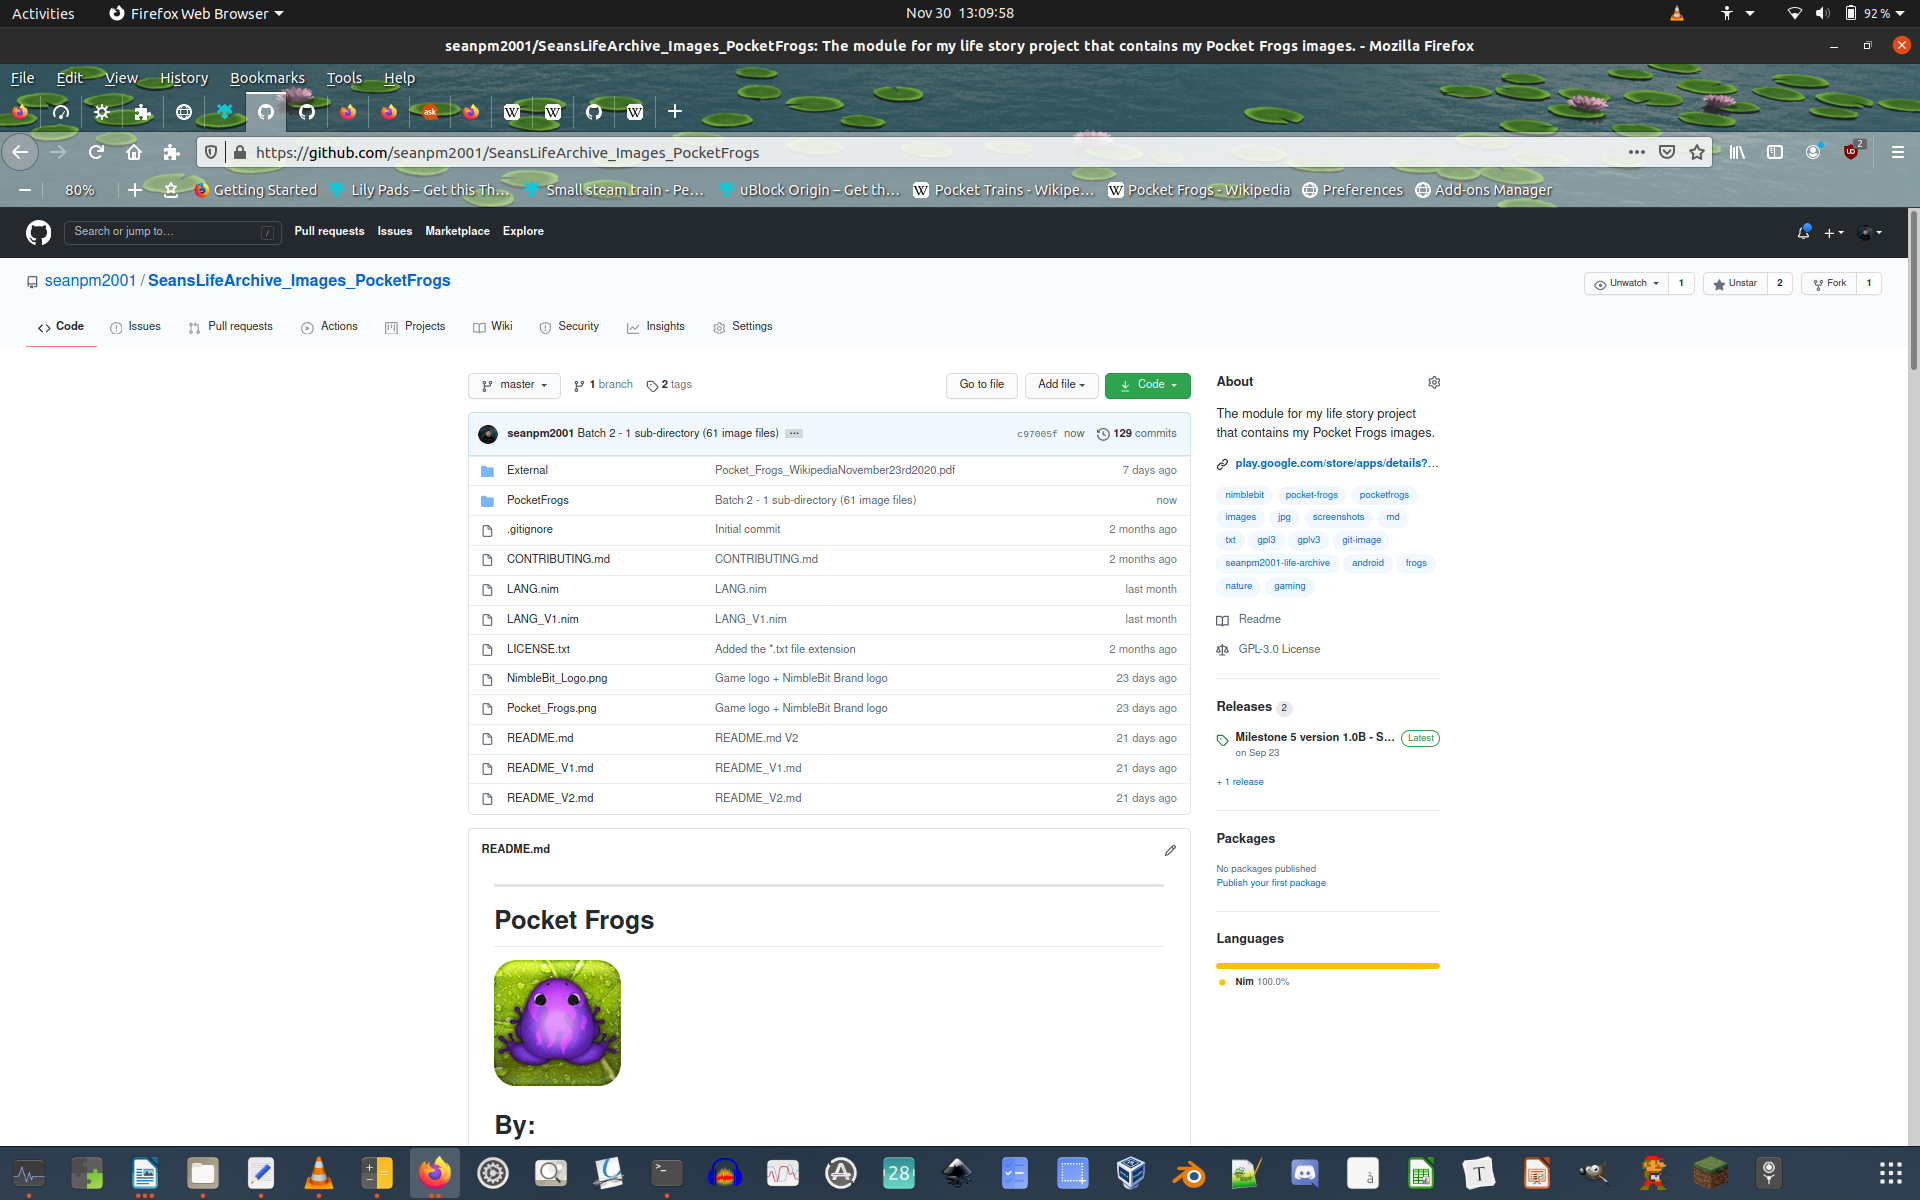 Activities Firefox Web Browser Nov 30 13:09:58 92 %
seanpm2001/SeansLifeArchive_Images_PocketFrogs: The module for my life story project that contains my Pocket Frogs images. - Mozilla Firefox
File Edit View History Bookmarks Tools Help
https://github.com/seanpm2001/SeansLifeArchive_Images_PocketFrogs 2
80% Getting Started Lily Pads – Get this Th… Small steam train - Pe… uBlock Origin – Get th… Pocket Trains - Wikipe… Pocket Frogs - Wikipedia Preferences Add-ons Manager
Search or jump to… / Pull requests Issues Marketplace Explore
seanpm2001 / SeansLifeArchive_Images_PocketFrogs Unwatch 1 Unstar 2 Fork 1
Code Issues Pull requests Actions Projects Wiki Security Insights Settings
master 1 branch 2 tags Go to file Add file Code
seanpm2001 Batch 2 - 1 sub-directory (61 image files) ··· c97005f now 129 commits
External Pocket_Frogs_WikipediaNovember23rd2020.pdf 7 days ago
PocketFrogs Batch 2 - 1 sub-directory (61 image files) now
.gitignore Initial commit 2 months ago
CONTRIBUTING.md CONTRIBUTING.md 2 months ago
LANG.nim LANG.nim last month
LANG_V1.nim LANG_V1.nim last month
LICENSE.txt Added the *.txt file extension 2 months ago
NimbleBit_Logo.png Game logo + NimbleBit Brand logo 23 days ago
Pocket_Frogs.png Game logo + NimbleBit Brand logo 23 days ago
README.md README.md V2 21 days ago
README_V1.md README_V1.md 21 days ago
README_V2.md README_V2.md 21 days ago
README.md
Pocket Frogs
By:
About
The module for my life story project
that contains my Pocket Frogs images.
play.google.com/store/apps/details?…
nimblebit pocket-frogs pocketfrogs
images jpg screenshots md
txt gpl3 gplv3 git-image
seanpm2001-life-archive android frogs
nature gaming
Readme
GPL-3.0 License
Releases 2
Milestone 5 version 1.0B - S… Latest
on Sep 23
+ 1 release
Packages
No packages published
Publish your first package
Languages
Nim 100.0%
28